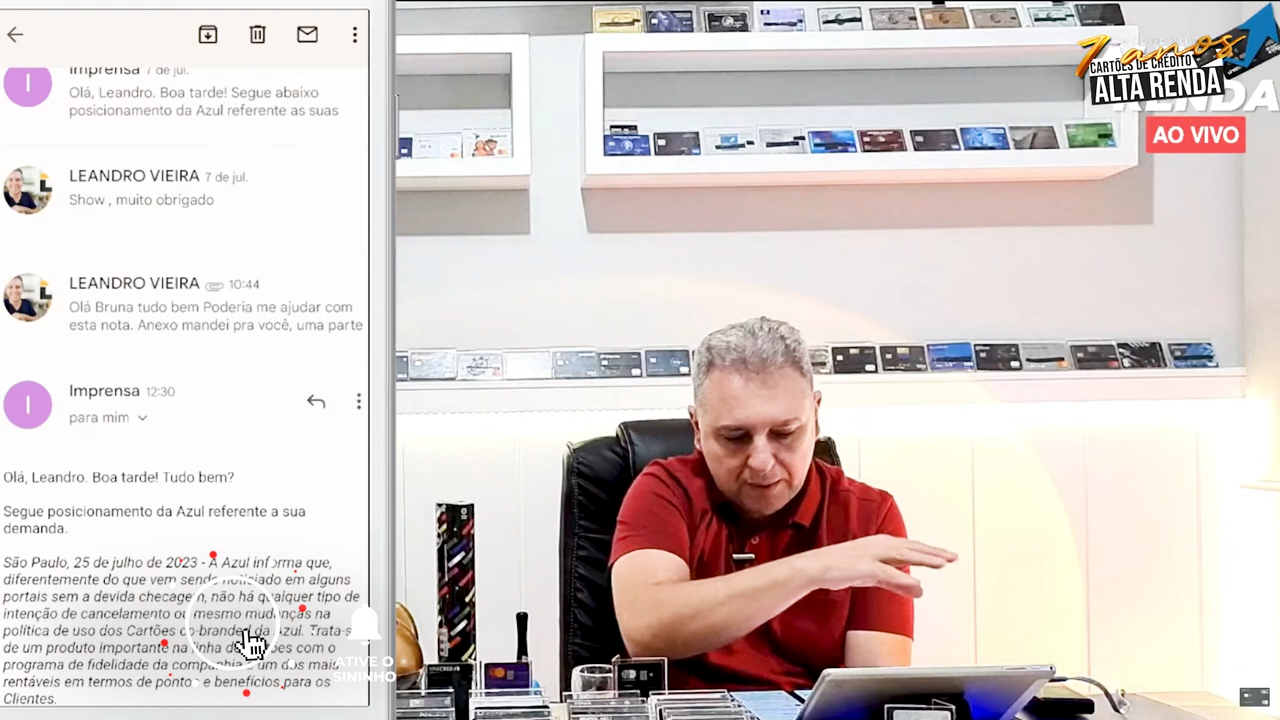 Imprensa 7 de jul.
Olá, Leandro. Boa tarde! Segue abaixo
posicionamento da Azul referente as suas
LEANDRO VIEIRA 7 de jul.
Show , muito obrigado
LEANDRO VIEIRA 10:44
Olá Bruna tudo bem Poderia me ajudar com
esta nota. Anexo mandei pra você, uma parte
I
Imprensa 12:30
para mim
Olá, Leandro. Boa tarde! Tudo bem?
Segue posicionamento da Azul referente a sua
demanda.
São Paulo, 25 de julho de 2023 - A Azul informa que,
diferentemente do que vem sendo noticiado em alguns
portais sem a devida checagem, não há qualquer tipo de
intenção de cancelamento ou mesmo mudanças na
política de uso dos Cartões co-branded da Azul. Trata-s
de um produto na linha de com o
programa de fidelidade da companhia um dos mais
rentáveis em termos de pontos e benefícios para os
Clientes.
ATIVE O
SININHO
7 anos
CARTÕES DE CRÉDITO
ALTA RENDA
RENDA
AO VIVO